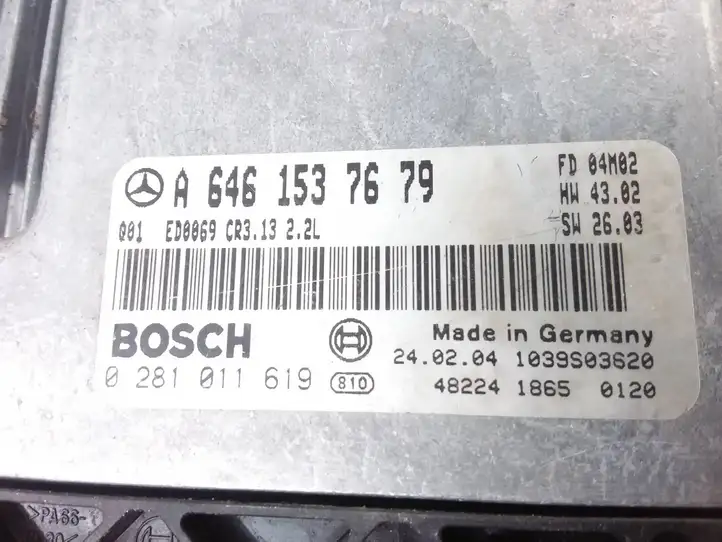 A 646 153 76 79
FD 04M02
HW 43.02
SW 26.03
Q01 ED0069 CR3.13 2.2L
BOSCH
Made in Germany
24.02.04 1039S03620
0 281 011 619 810
48224 1865 0120
>PA66-